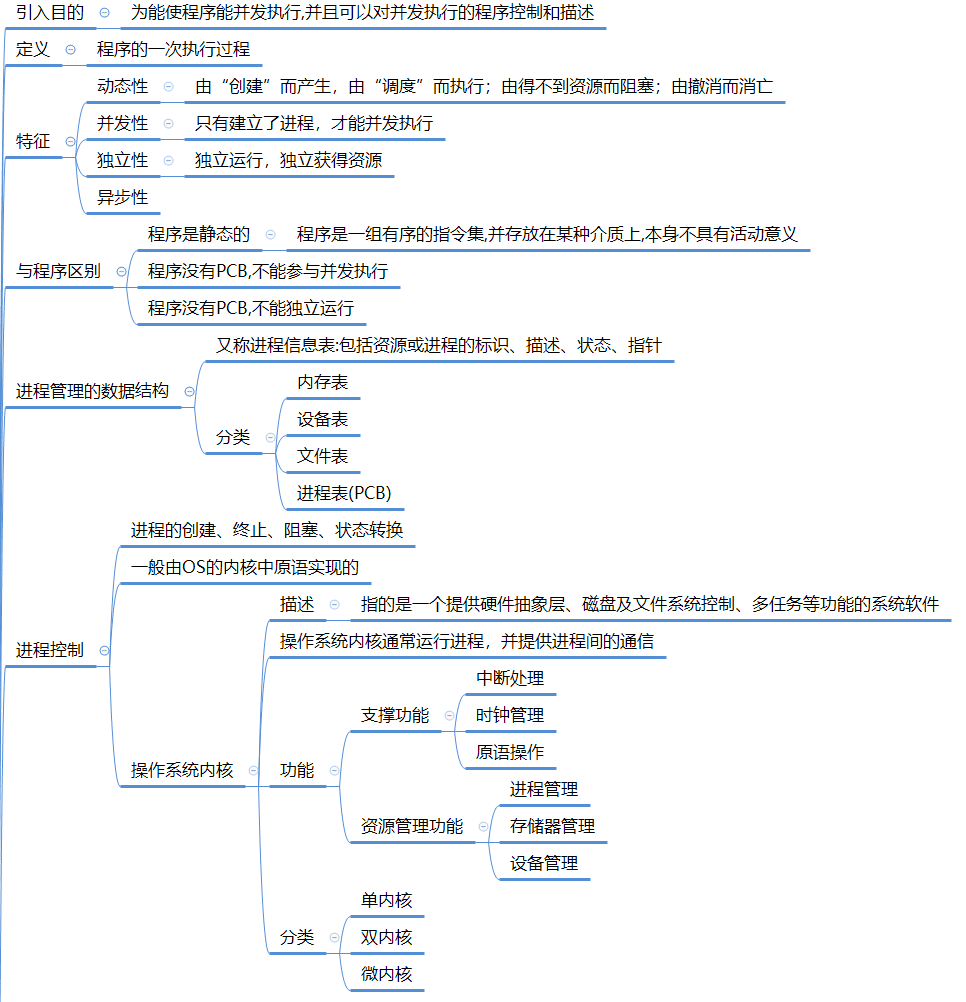 引入目的
为能使程序能并发执行,并且可以对并发执行的程序控制和描述
定义
程序的一次执行过程
特征
动态性
由“创建”而产生，由“调度”而执行；由得不到资源而阻塞；由撤消而消亡
并发性
只有建立了进程，才能并发执行
独立性
独立运行，独立获得资源
异步性
与程序区别
程序是静态的
程序是一组有序的指令集,并存放在某种介质上,本身不具有活动意义
程序没有PCB,不能参与并发执行
程序没有PCB,不能独立运行
进程管理的数据结构
又称进程信息表:包括资源或进程的标识、描述、状态、指针
分类
内存表
设备表
文件表
进程表(PCB)
进程控制
进程的创建、终止、阻塞、状态转换
一般由OS的内核中原语实现的
操作系统内核
描述
指的是一个提供硬件抽象层、磁盘及文件系统控制、多任务等功能的系统软件
操作系统内核通常运行进程，并提供进程间的通信
功能
支撑功能
中断处理
时钟管理
原语操作
资源管理功能
进程管理
存储器管理
设备管理
分类
单内核
双内核
微内核